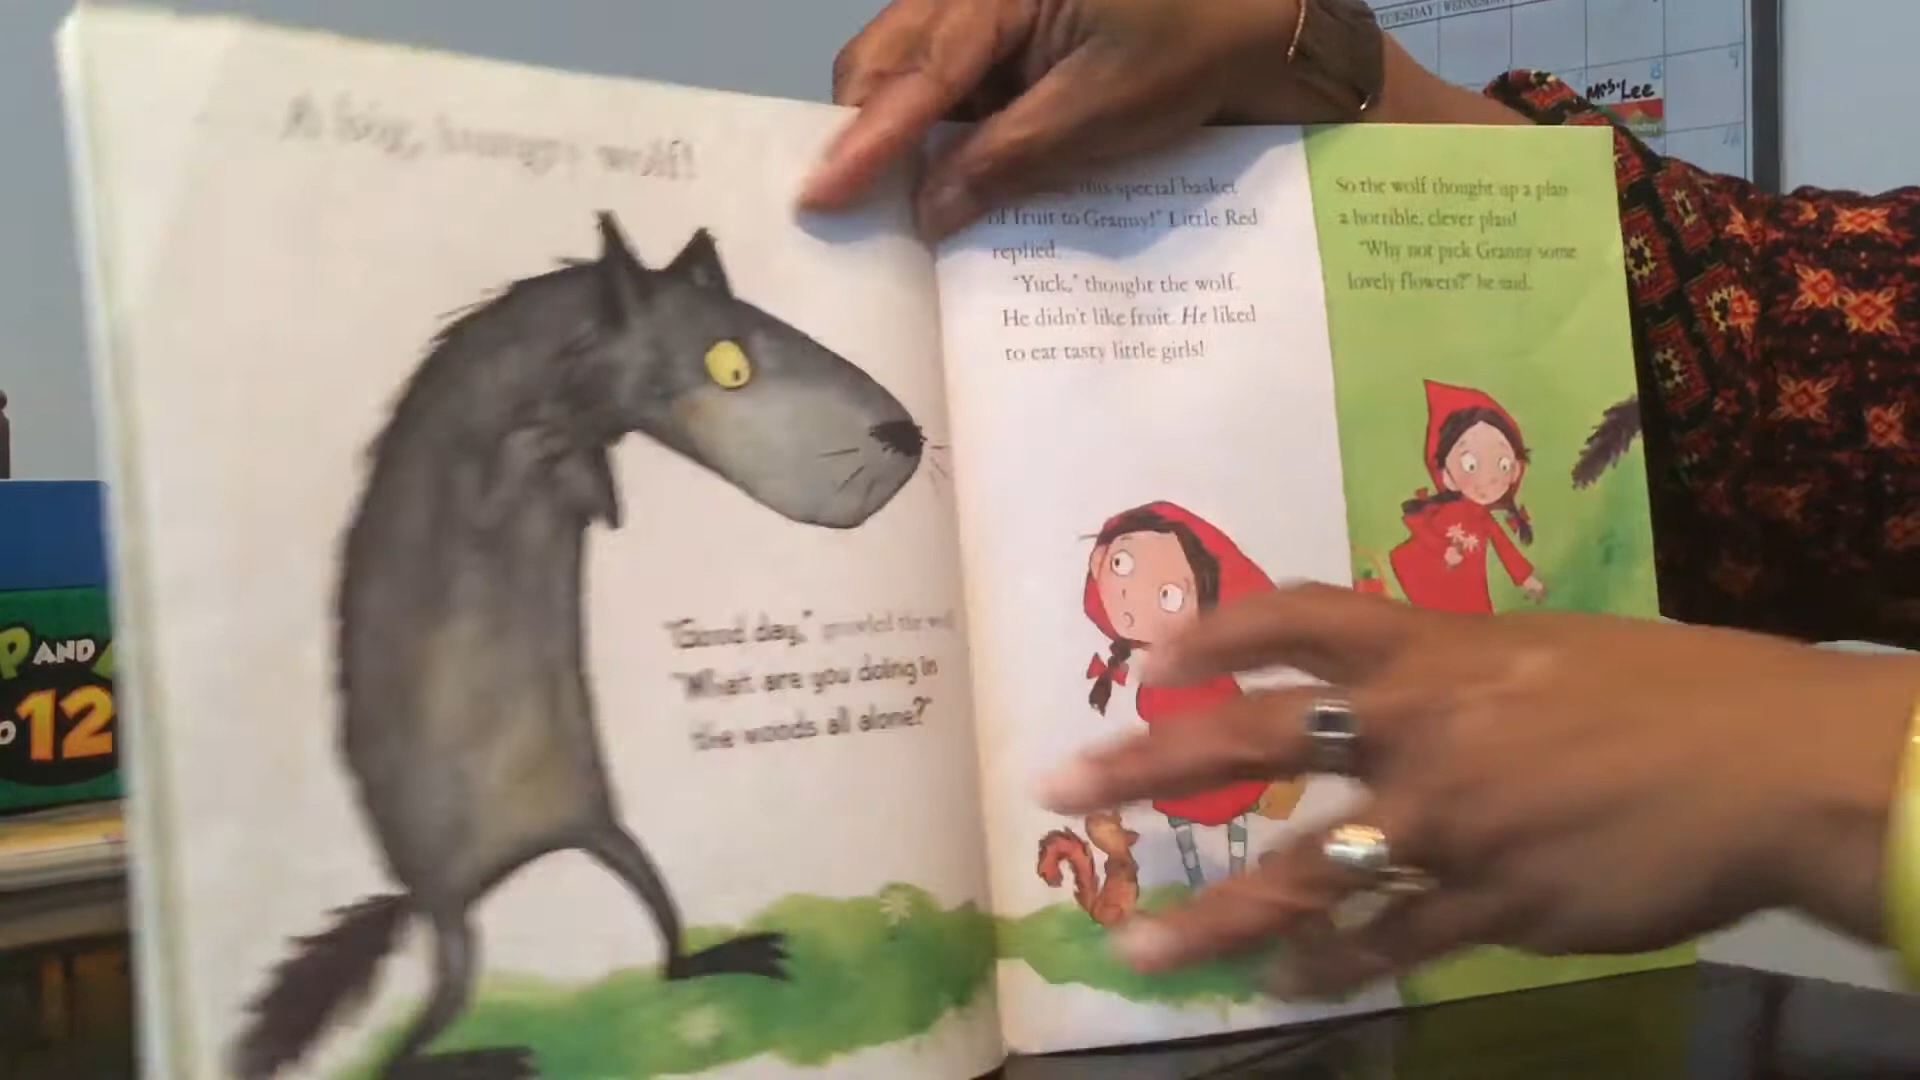 A big, hungry wolf!
"Good day," growled the wolf
"What are you doing in
the woods all alone?"
this special basket
of fruit to Granny!" Little Red
replied.
"Yuck," thought the wolf.
He didn't like fruit. He liked
to eat tasty little girls!
So the wolf thought up a plan
a horrible, clever plan!
"Why not pick Granny some
lovely flowers?" he said.
TUESDAY WEDNESDAY
8
9
Mrs. Lee
P AND
O 12